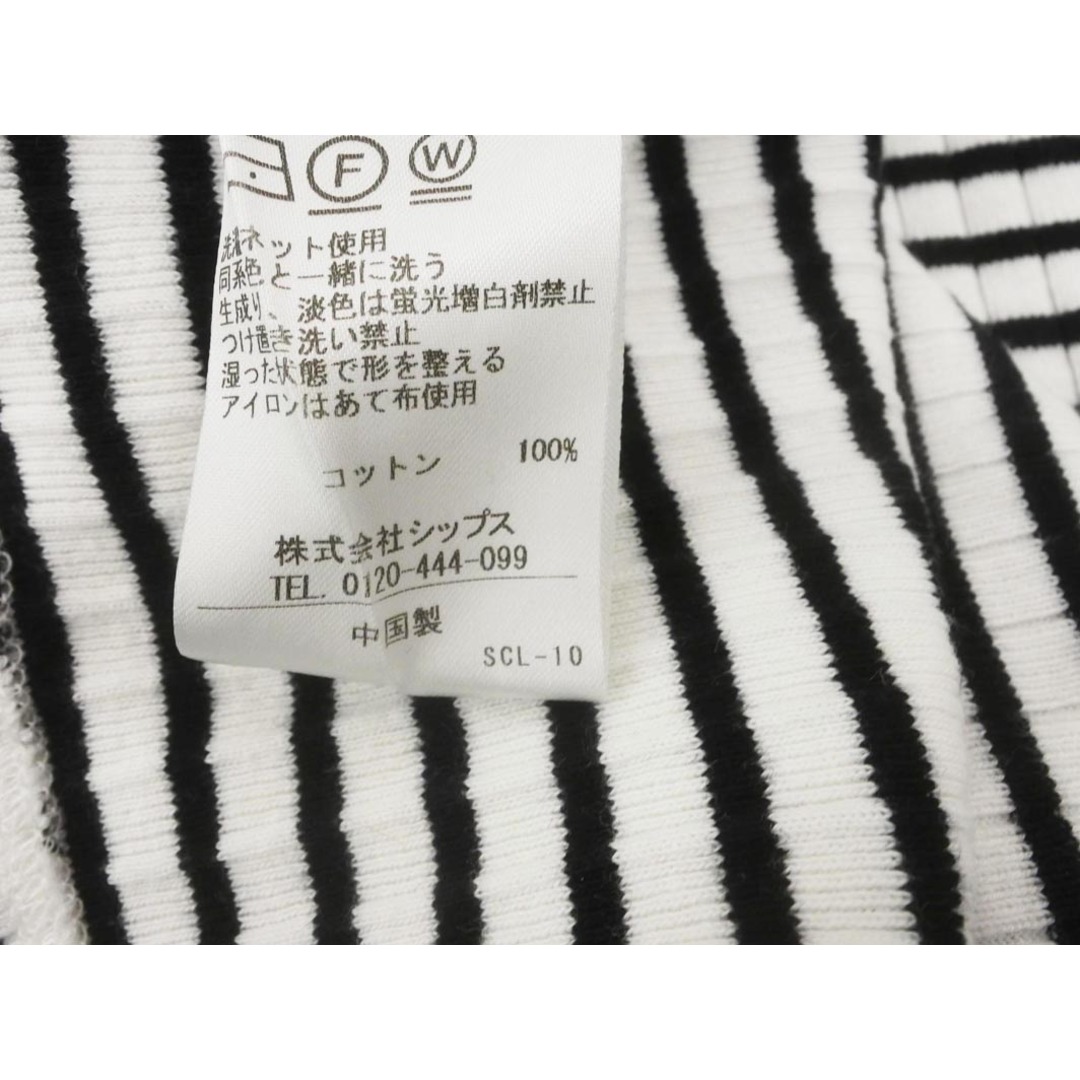 F W
洗濯ネット使用
同系色と一緒に洗う
生成り、淡色は蛍光増白剤禁止
つけ置き洗い禁止
湿った状態で形を整える
アイロンはあて布使用
コットン 100%
株式会社シップス
TEL. 0120-444-099
中国製
SCL-10